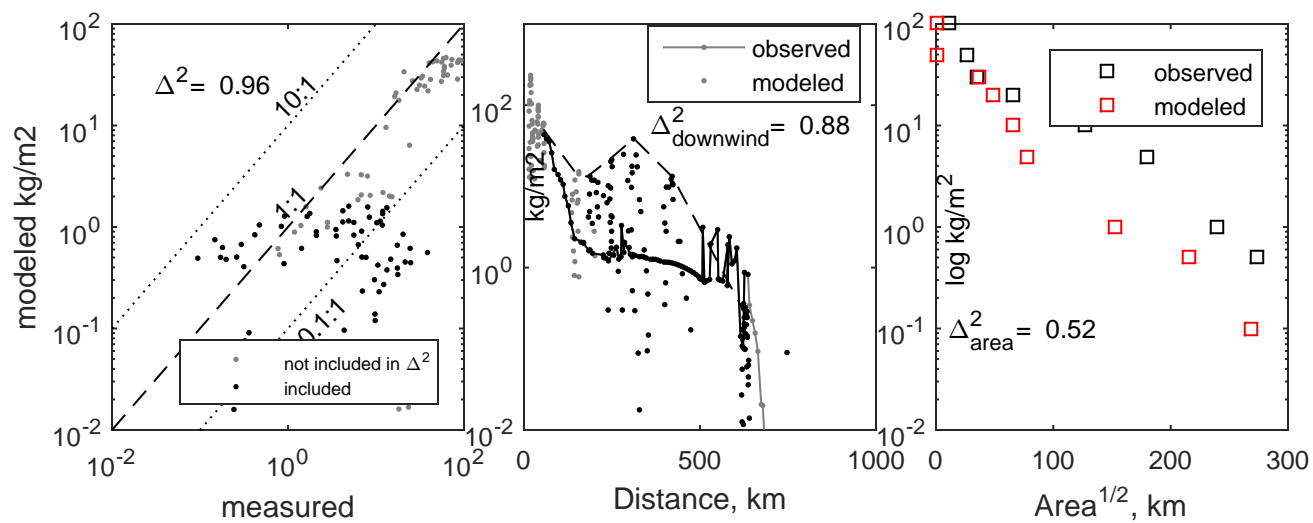 10^2
10^1
10^0
10^-1
10^-2
modeled kg/m2
Δ^2= 0.96
10:1
1:1
0.1:1
not included in Δ^2
included
10^-2
10^0
10^2
measured
10^2
10^0
10^-2
kg/m2
observed
modeled
Δ^2_downwind= 0.88
0
500
1000
Distance, km
10^2
10^1
10^0
10^-1
10^-2
log kg/m^2
observed
modeled
Δ^2_area= 0.52
0
100
200
300
Area^1/2, km